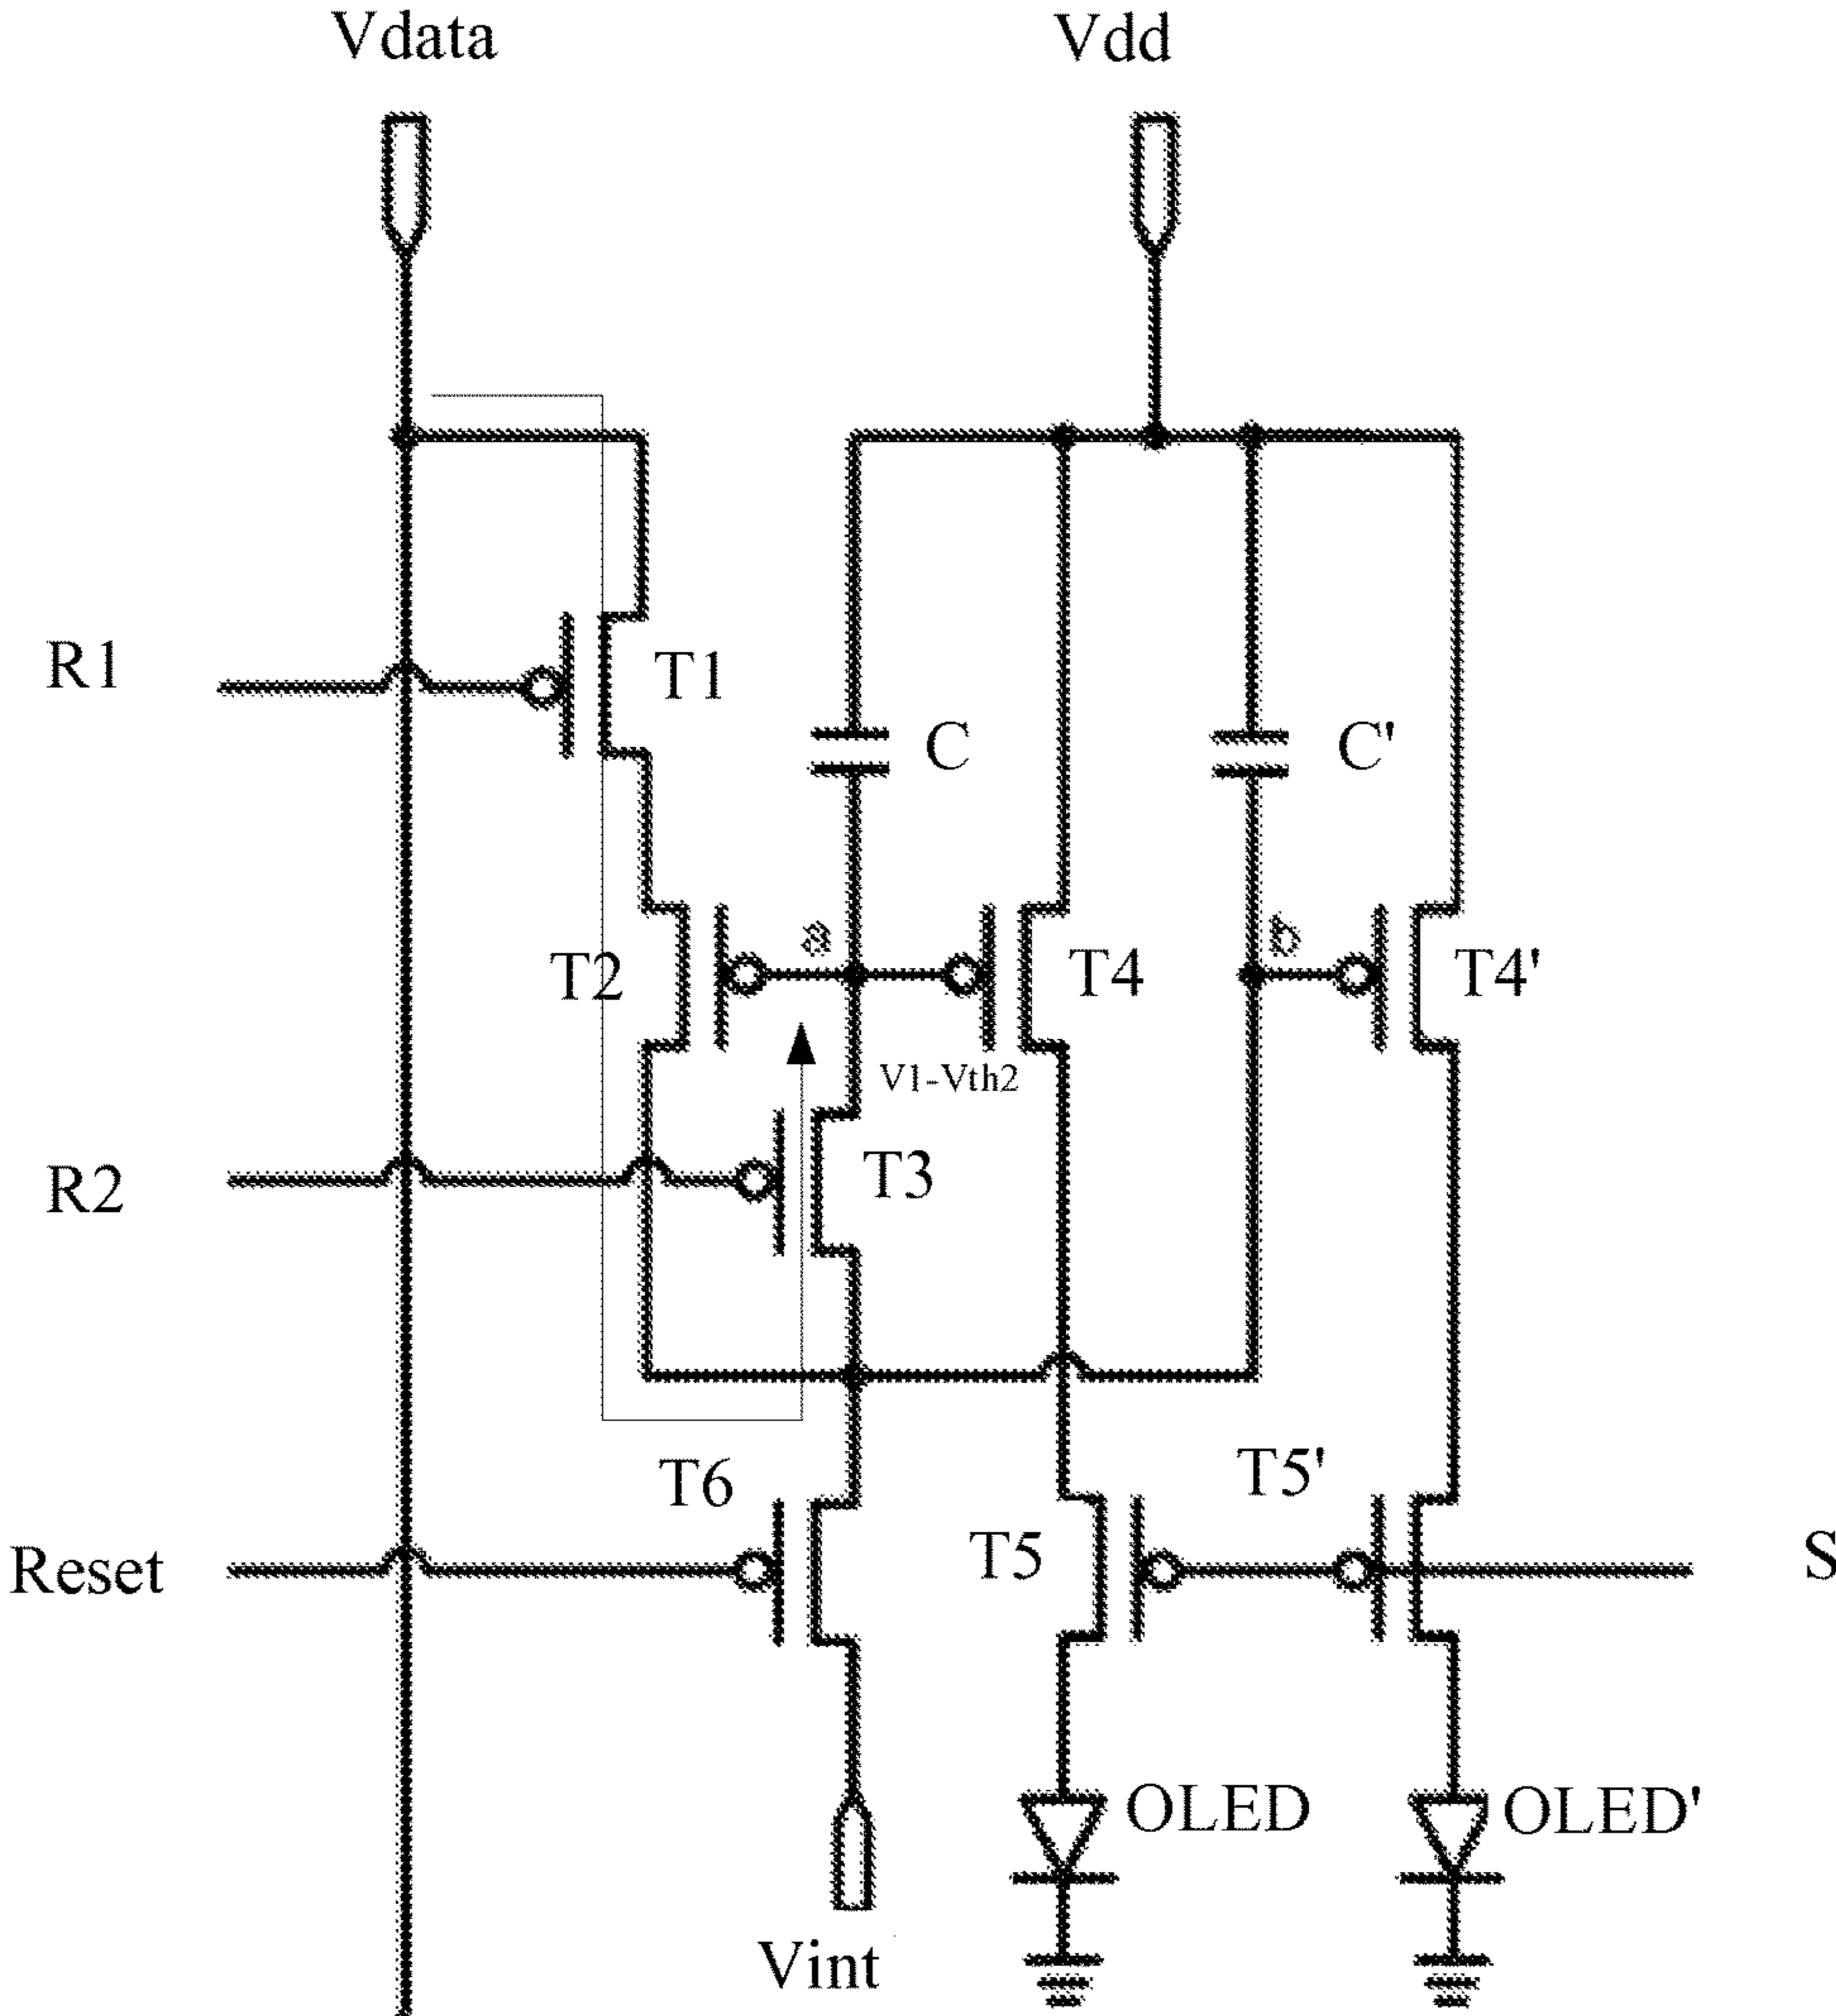 Vdata
Vdd
R1
T1
C
C'
T2
a
T4
b
T4'
V1-Vth2
R2
T3
T6
T5'
Reset
T5
S
OLED
OLED'
Vint